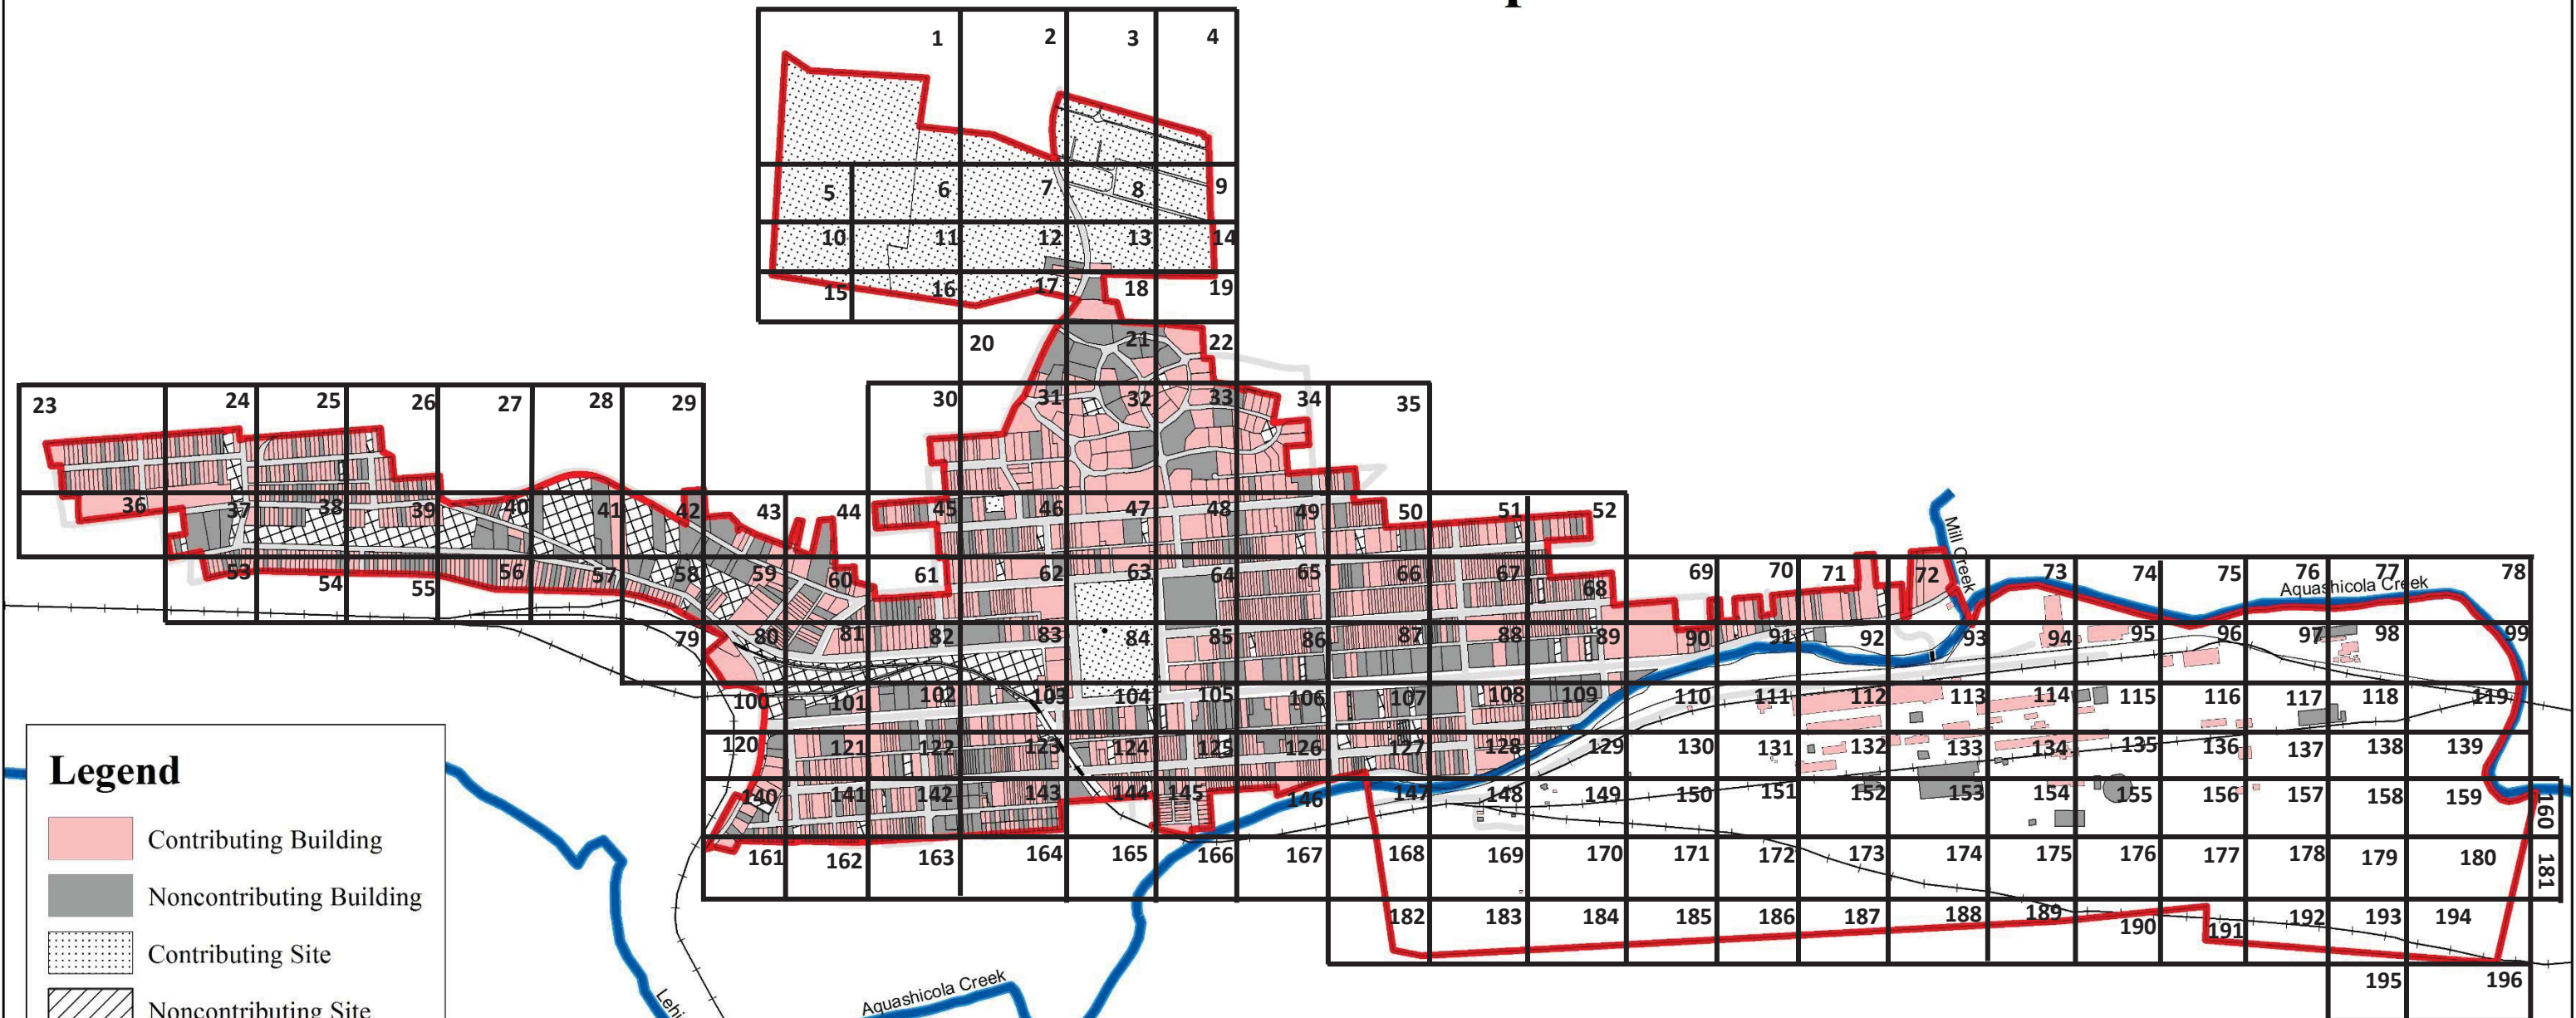 1 2 3 4
5 6 7 8 9
10 11 12 13 14
15 16 17 18 19
20 21 22
23 24 25 26 27 28 29 30 31 32 33 34 35
36 37 38 39 40 41 42 43 44 45 46 47 48 49 50 51 52
Mill Creek
53 54 55 56 57 58 59 60 61 62 63 64 65 66 67 68 69 70 71 72 73 74 75 76 77 78
Aquashicola Creek
79 80 81 82 83 84 85 86 87 88 89 90 91 92 93 94 95 96 97 98 99
100 101 102 103 104 105 106 107 108 109 110 111 112 113 114 115 116 117 118 119
120 121 122 123 124 125 126 127 128 129 130 131 132 133 134 135 136 137 138 139
140 141 142 143 144 145 146 147 148 149 150 151 152 153 154 155 156 157 158 159 160
161 162 163 164 165 166 167 168 169 170 171 172 173 174 175 176 177 178 179 180 181
182 183 184 185 186 187 188 189 190 191 192 193 194
195 196
Legend
Contributing Building
Noncontributing Building
Contributing Site
Noncontributing Site
Aquashicola Creek